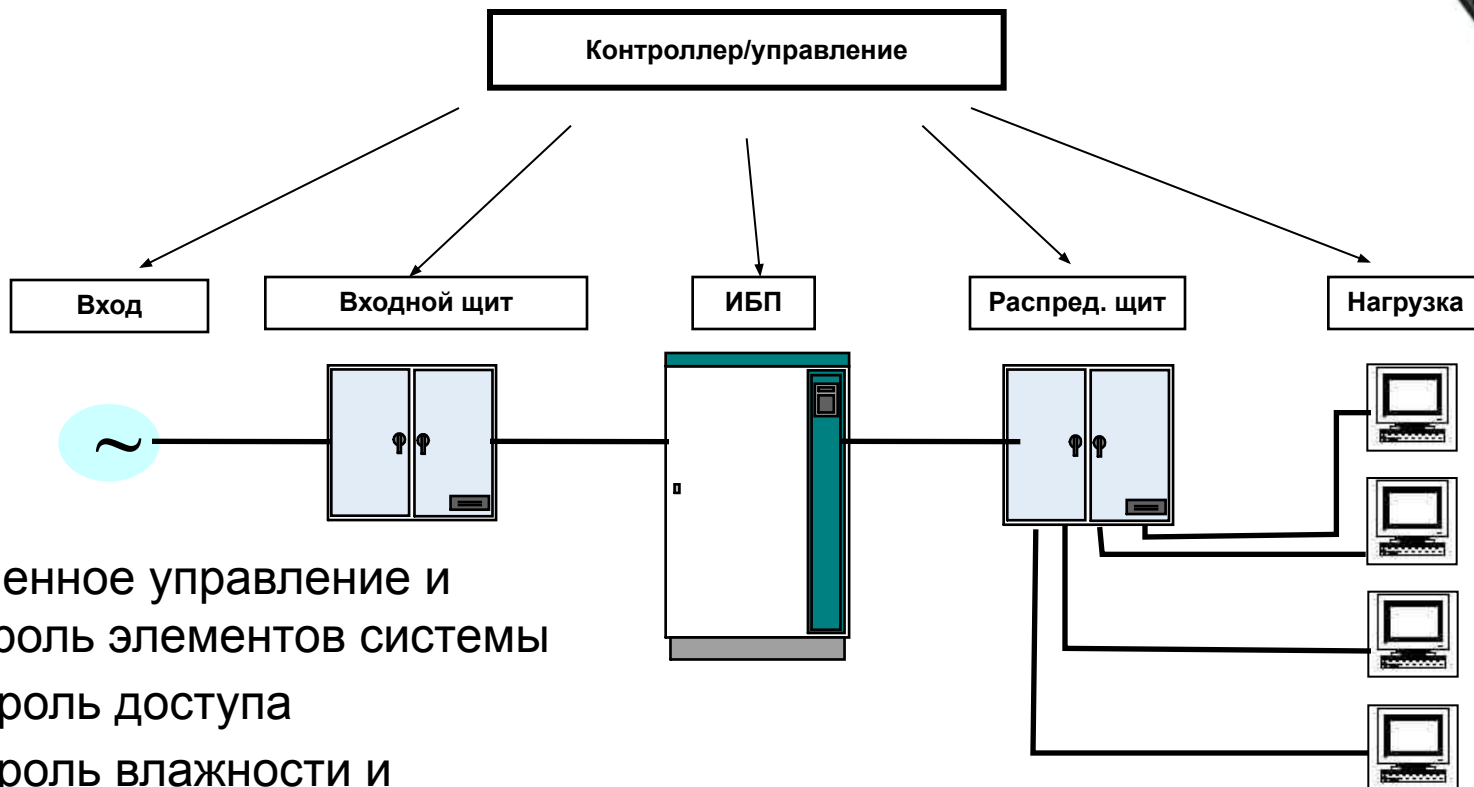 Контроллер/управление
Вход
Входной щит
ИБП
Распред. щит
Нагрузка
~
енное управление и
роль элементов системы
роль доступа
роль влажности и